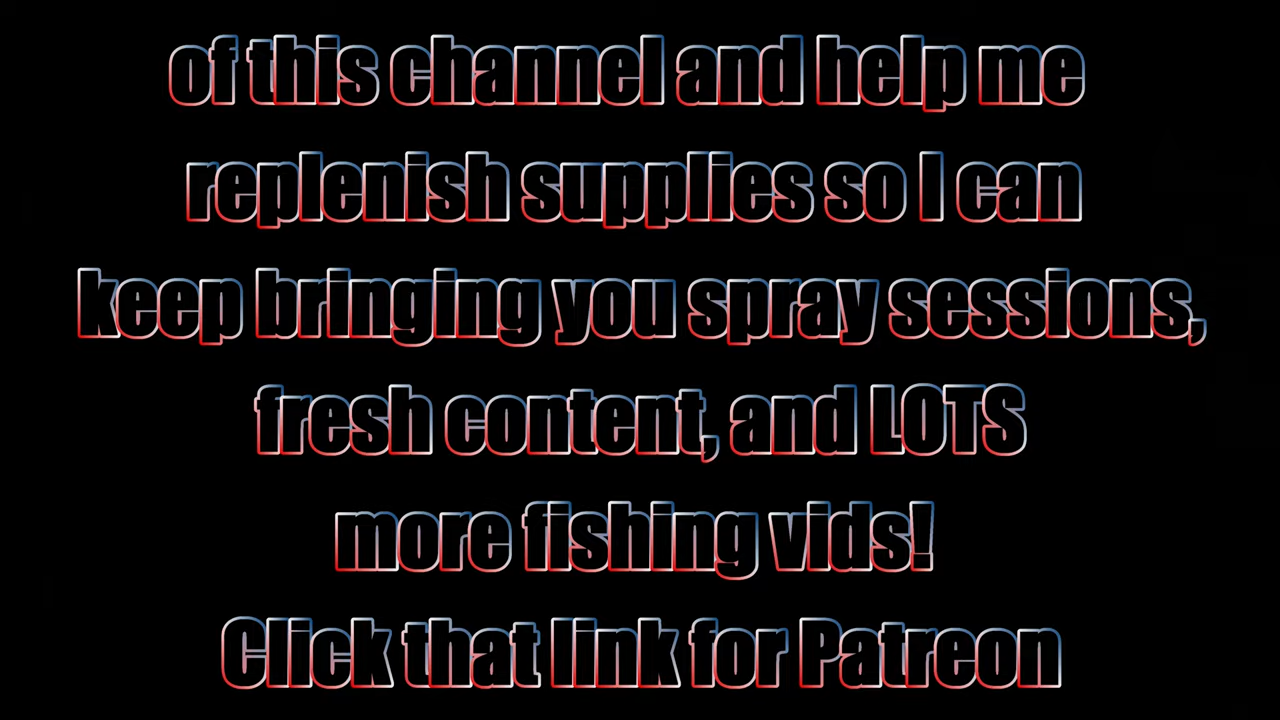 of this channel and help me
replenish supplies so I can
keep bringing you spray sessions,
fresh content, and LOTS
more fishing vids!
Click that link for Patreon